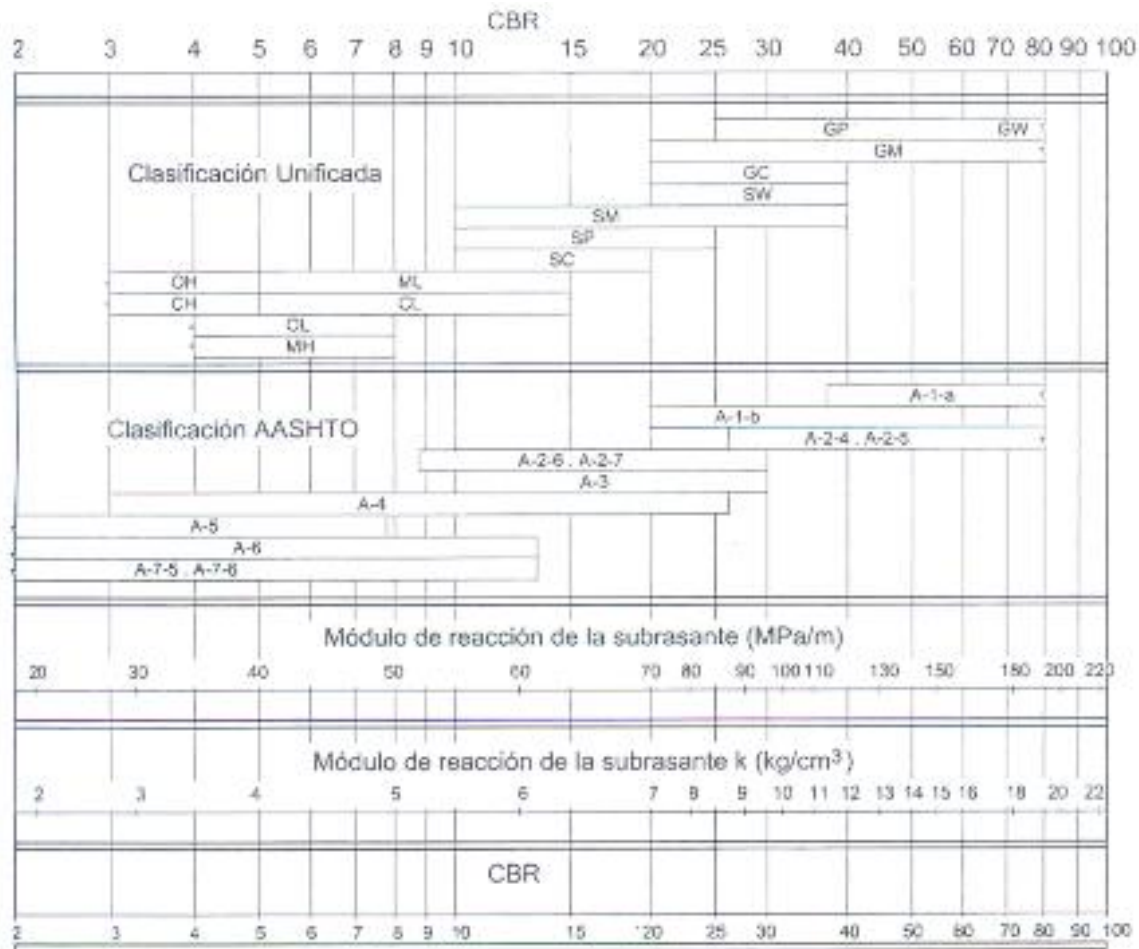 CBR
2 3 4 5 6 7 8 9 10 15 20 25 30 40 50 60 70 80 90 100
GP GW
GM
Clasificación Unificada
GC
SW
SM
SP
SC
OH ML
CH CL
OL
MH
A-1-a
A-1-b
Clasificación AASHTO
A-2-4 . A-2-5
A-2-6 . A-2-7
A-3
A-4
A-5
A-6
A-7-5 . A-7-6
Módulo de reacción de la subrasante (MPa/m)
20 30 40 50 60 70 80 90 100 110 130 150 180 200 220
Módulo de reacción de la subrasante k (kg/cm³)
2 3 4 5 6 7 8 9 10 11 12 13 14 15 16 18 20 22
CBR
2 3 4 5 6 7 8 9 10 15 20 25 30 40 50 60 70 80 90 100